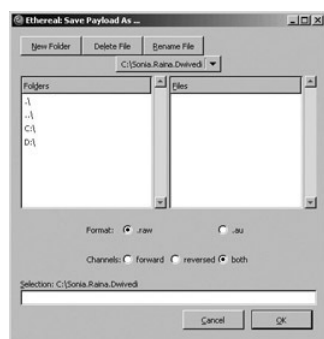 Ethereal: Save Payload As ...
New Folder Delete File Rename File
C:\Sonia.Raina.Dwivedi
Folders Files
.\
..\
C:\
D:\
Format: .raw .au
Channels: forward reversed both
Selection: C:\Sonia.Raina.Dwivedi
Cancel OK